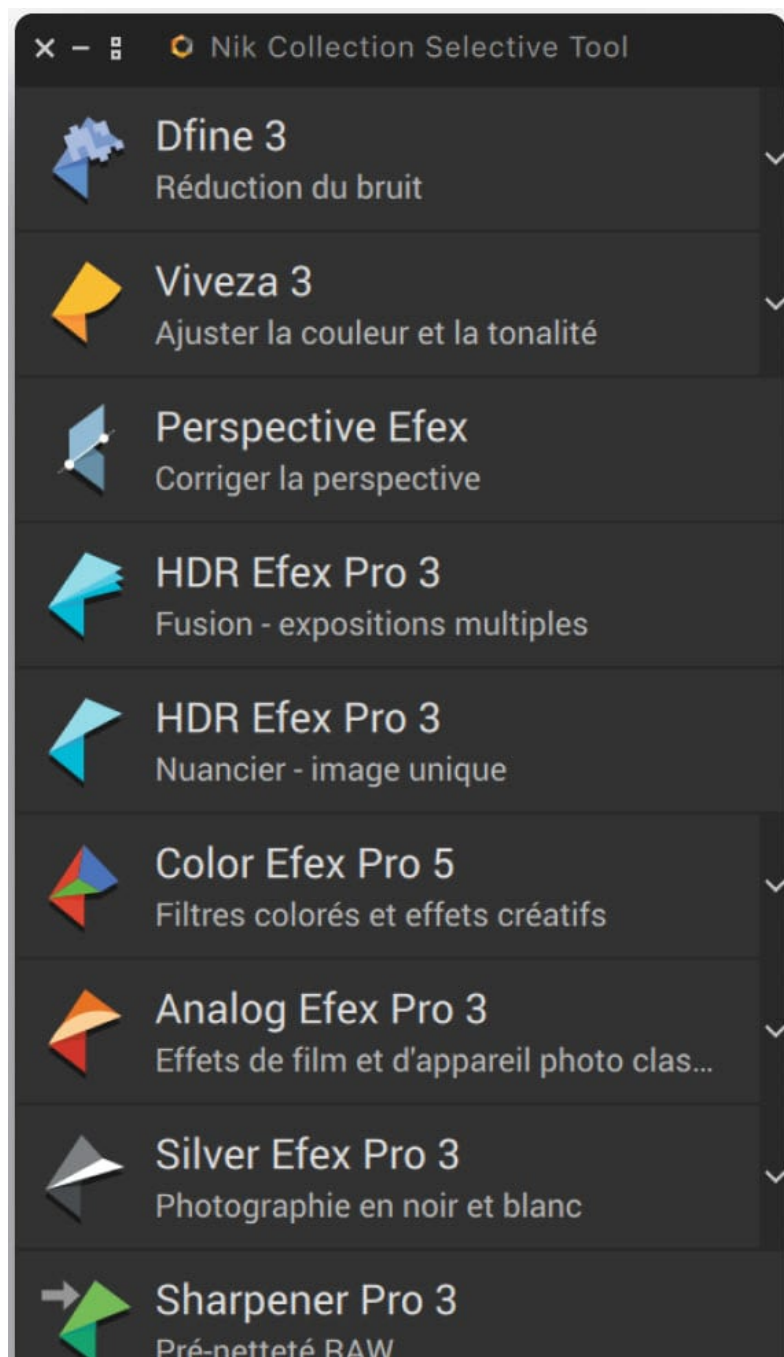 Nik Collection Selective Tool
Dfine 3
Réduction du bruit
Viveza 3
Ajuster la couleur et la tonalité
Perspective Efex
Corriger la perspective
HDR Efex Pro 3
Fusion - expositions multiples
HDR Efex Pro 3
Nuancier - image unique
Color Efex Pro 5
Filtres colorés et effets créatifs
Analog Efex Pro 3
Effets de film et d'appareil photo clas...
Silver Efex Pro 3
Photographie en noir et blanc
Sharpener Pro 3
Pré-netteté RAW